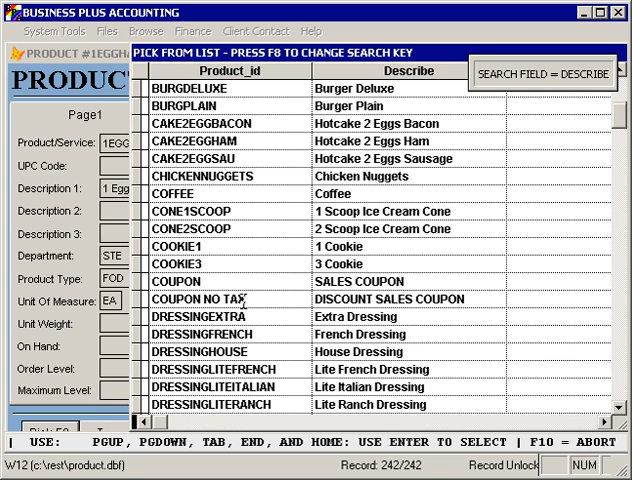 BUSINESS PLUS ACCOUNTING
System Tools Files Browse Finance Client Contact Help
PRODUCT #1EGGH
PICK FROM LIST - PRESS F8 TO CHANGE SEARCH KEY
SEARCH FIELD = DESCRIBE
PRODUC
Page1
Product/Service: 1EGG
UPC Code:
Description 1: 1 Egg
Description 2:
Description 3:
Department: STE
Product Type: FOD
Unit Of Measure: EA
Unit Weight:
On Hand:
Order Level:
Maximum Level:
Product_id Describe
BURGDELUXE Burger Deluxe
BURGPLAIN Burger Plain
CAKE2EGGBACON Hotcake 2 Eggs Bacon
CAKE2EGGHAM Hotcake 2 Eggs Ham
CAKE2EGGSAU Hotcake 2 Eggs Sausage
CHICKENNUGGETS Chicken Nuggets
COFFEE Coffee
CONE1SCOOP 1 Scoop Ice Cream Cone
CONE2SCOOP 2 Scoop Ice Cream Cone
COOKIE1 1 Cookie
COOKIE3 3 Cookie
COUPON SALES COUPON
COUPON NO TAX DISCOUNT SALES COUPON
DRESSINGEXTRA Extra Dressing
DRESSINGFRENCH French Dressing
DRESSINGHOUSE House Dressing
DRESSINGLITEFRENCH Lite French Dressing
DRESSINGLITEITALIAN Lite Italian Dressing
DRESSINGLITERANCH Lite Ranch Dressing
| USE: PGUP, PGDOWN, TAB, END, AND HOME: USE ENTER TO SELECT | F10 = ABORT
W12 (c:\rest\product.dbf) Record: 242/242 Record Unlock NUM